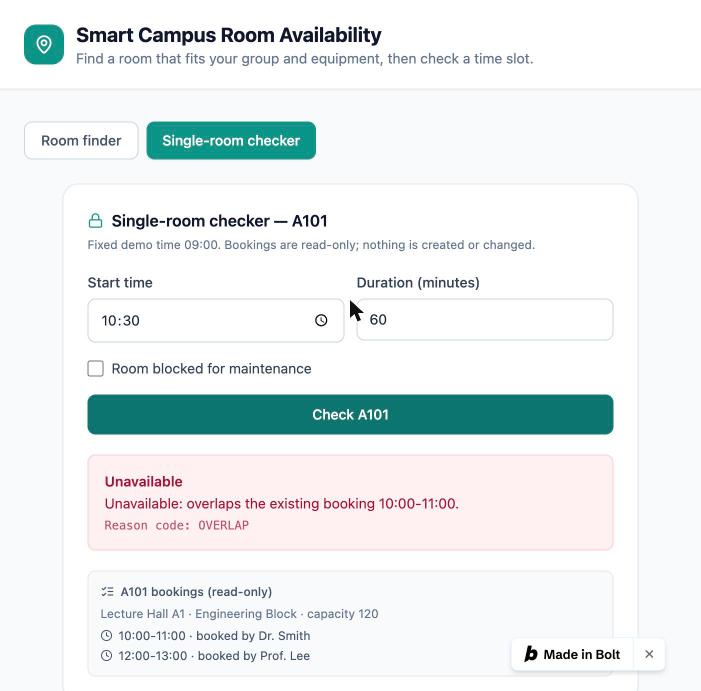 Smart Campus Room Availability
Find a room that fits your group and equipment, then check a time slot.
Room finder
Single-room checker
Single-room checker — A101
Fixed demo time 09:00. Bookings are read-only; nothing is created or changed.
Start time
Duration (minutes)
10:30
60
Room blocked for maintenance
Check A101
Unavailable
Unavailable: overlaps the existing booking 10:00-11:00.
Reason code: OVERLAP
A101 bookings (read-only)
Lecture Hall A1 · Engineering Block · capacity 120
10:00-11:00 · booked by Dr. Smith
12:00-13:00 · booked by Prof. Lee
b Made in Bolt